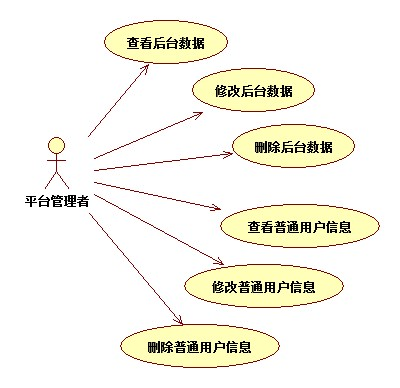 查看后台数据
修改后台数据
删除后台数据
平台管理者
查看普通用户信息
修改普通用户信息
删除普通用户信息